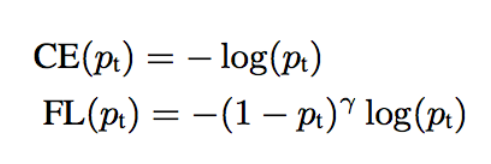 CE(pₜ) = − log(pₜ)
FL(pₜ) = −(1 − pₜ)^γ log(pₜ)